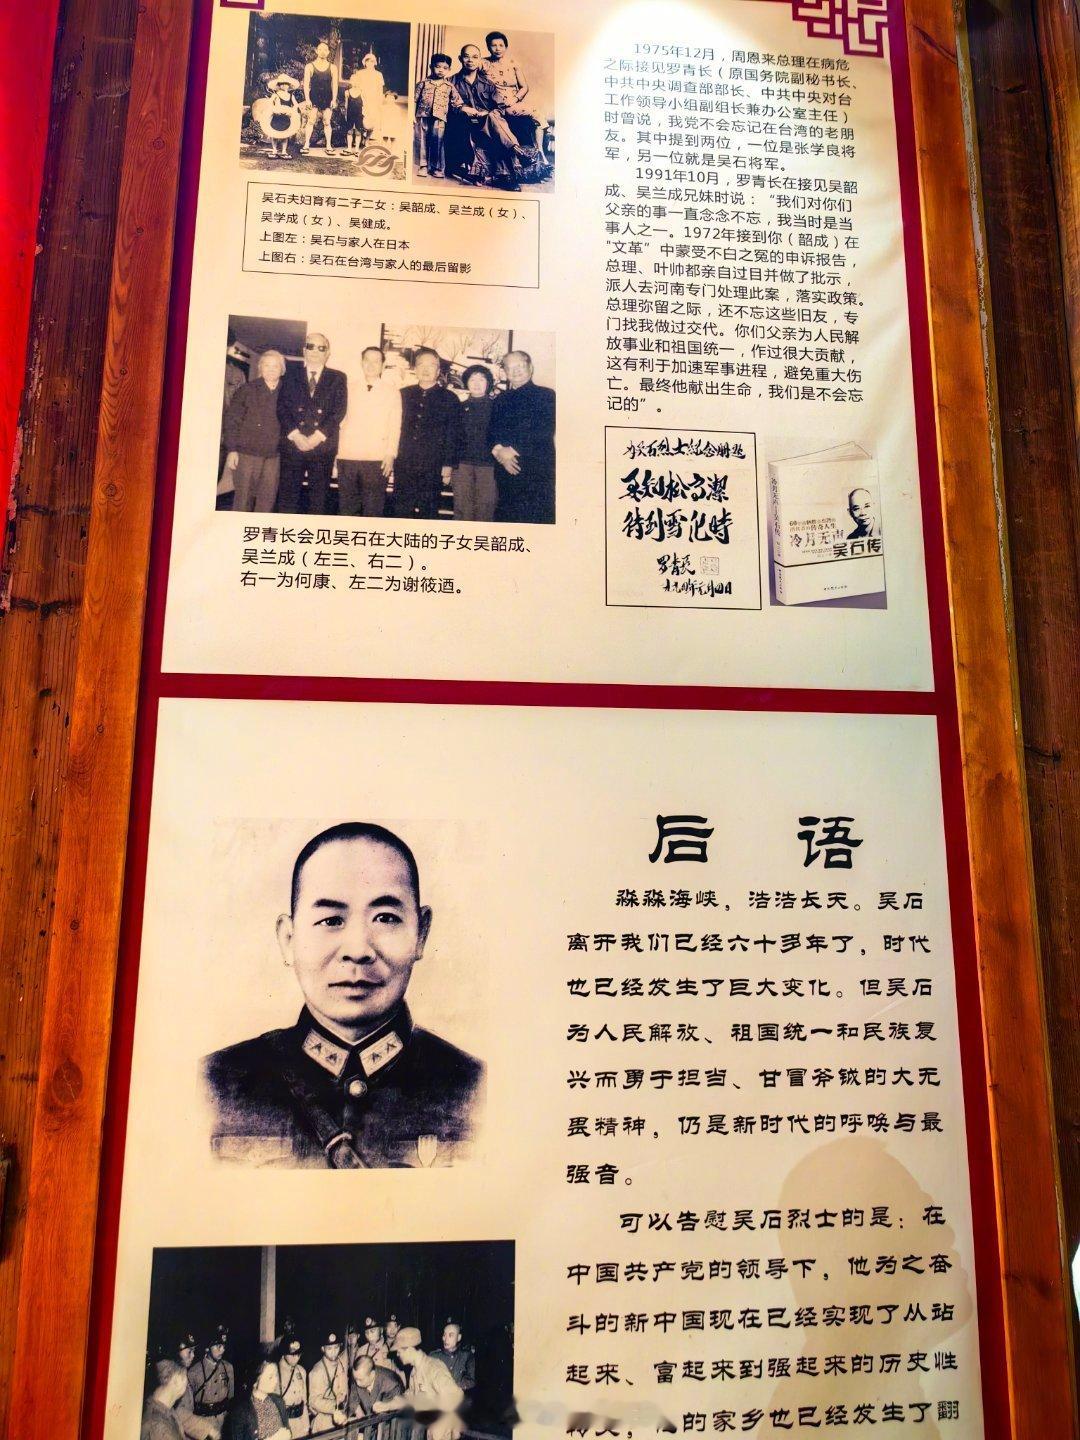 吴石夫妇育有二子二女：吴韶成、吴兰成（女）、
吴学成（女）、吴健成。
上图左：吴石与家人在日本
上图右：吴石在台湾与家人的最后留影
1975年12月，周恩来总理在病危
之际接见罗青长（原国务院副秘书长、
中共中央调查部部长、中共中央对台
工作领导小组副组长兼办公室主任）
时曾说，我党不会忘记在台湾的老朋
友。其中提到两位，一位是张学良将
军，另一位就是吴石将军。
1991年10月，罗青长在接见吴韶
成、吴兰成兄妹时说：“我们对你们
父亲的事一直念念不忘，我当时是当
事人之一。1972年接到你（韶成）在
"文革”中蒙受不白之冤的申诉报告，
总理、叶帅都亲自过目并做了批示，
派人去河南专门处理此案，落实政策。
总理弥留之际，还不忘这些旧友，专
门找我做过交代。你们父亲为人民解
放事业和祖国统一，作过很大贡献，
这有利于加速军事进程，避免重大伤
亡。最终他献出生命，我们是不会忘
记的”。
罗青长会见吴石在大陆的子女吴韶成、
吴兰成（左三、右二）。
右一为何康、左二为谢筱迺。
石烈士纪念册题
松高洁
罗青长
冷月无声
吴石传
后语
淼淼海峡，浩浩长天。吴石
离开我们已经六十多年了，时代
也已经发生了巨大变化。但吴石
为人民解放、祖国统一和民族复
兴而勇于担当、甘冒斧钺的大无
畏精神，仍是新时代的呼唤与最
强音。
可以告慰吴石烈士的是：在
中国共产党的领导下，他为之奋
斗的新中国现在已经实现了从站
起来、富起来到强起来的历史性
的家乡也已经发生了翻